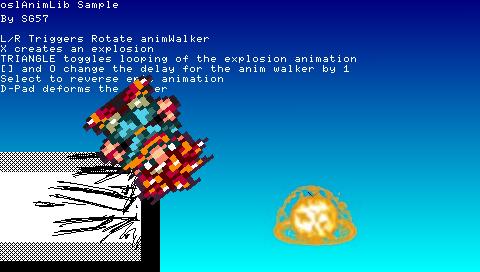 oslAnimLib Sample
By SG57
L/R Triggers Rotate animWalker
X creates an explosion
TRIANGLE toggles looping of the explosion animation
[] and O change the delay for the anim walker by 1
Select to reverse animation
D-Pad deforms the